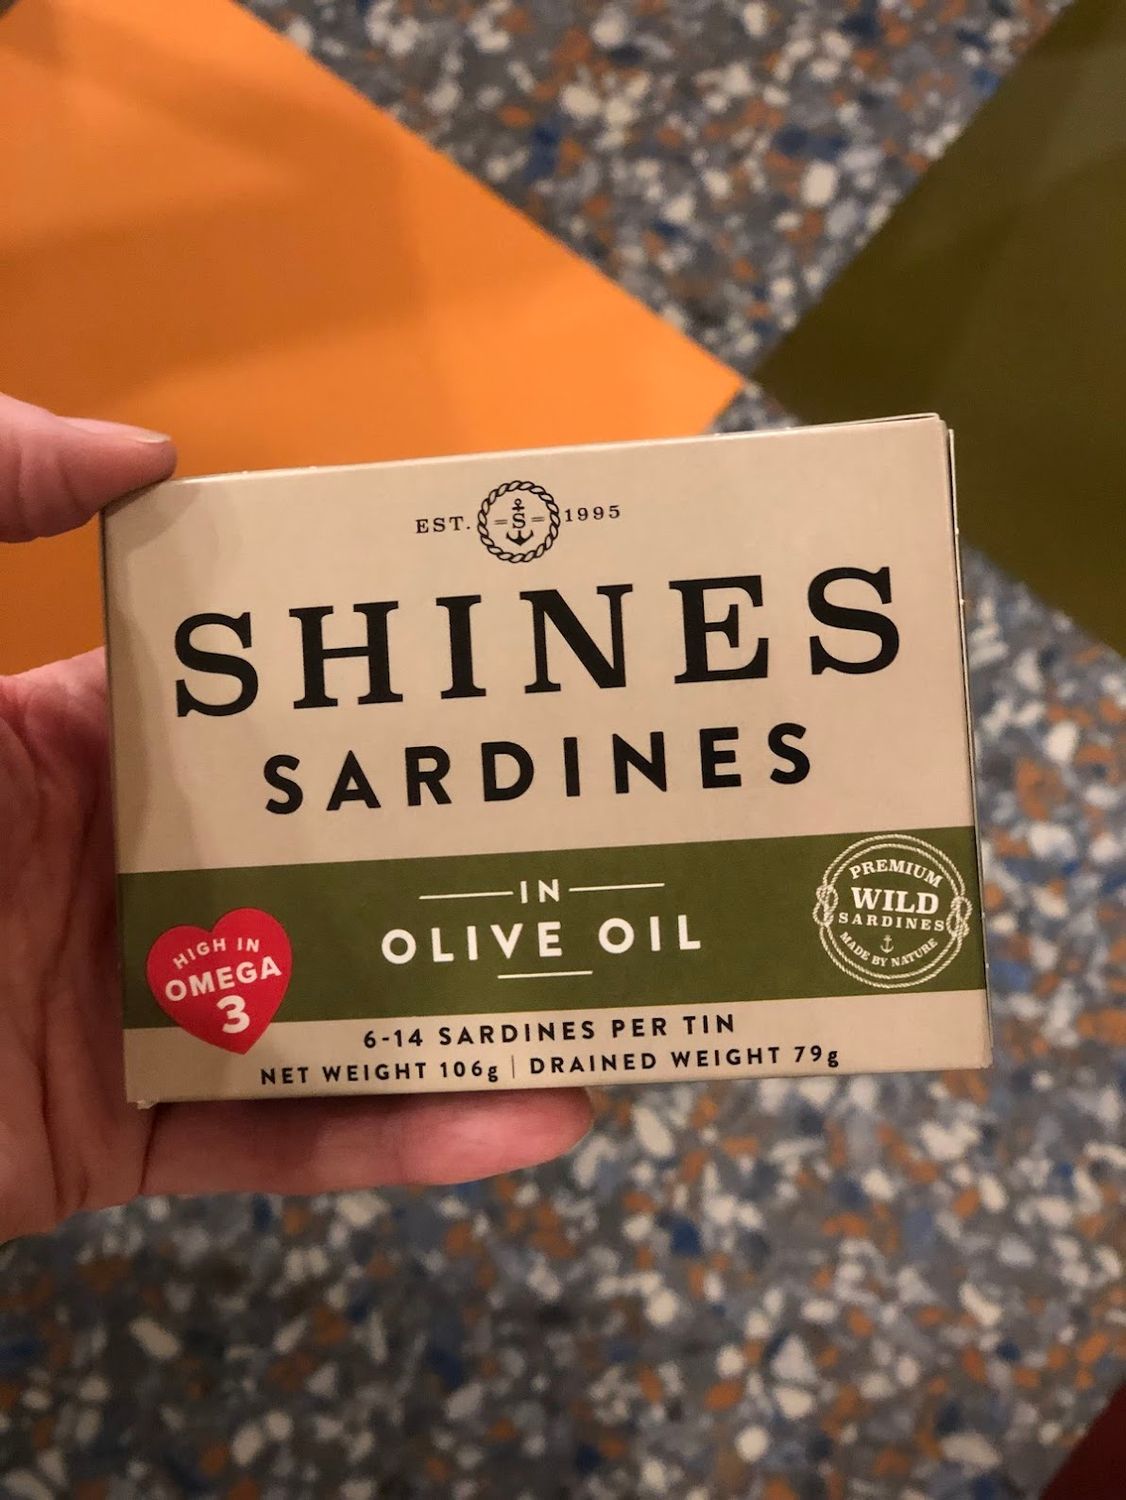 EST. =S= 1995
SHINES
SARDINES
IN
OLIVE OIL
HIGH IN
OMEGA
3
PREMIUM
WILD
SARDINES
MADE BY NATURE
6-14 SARDINES PER TIN
NET WEIGHT 106g | DRAINED WEIGHT 79g